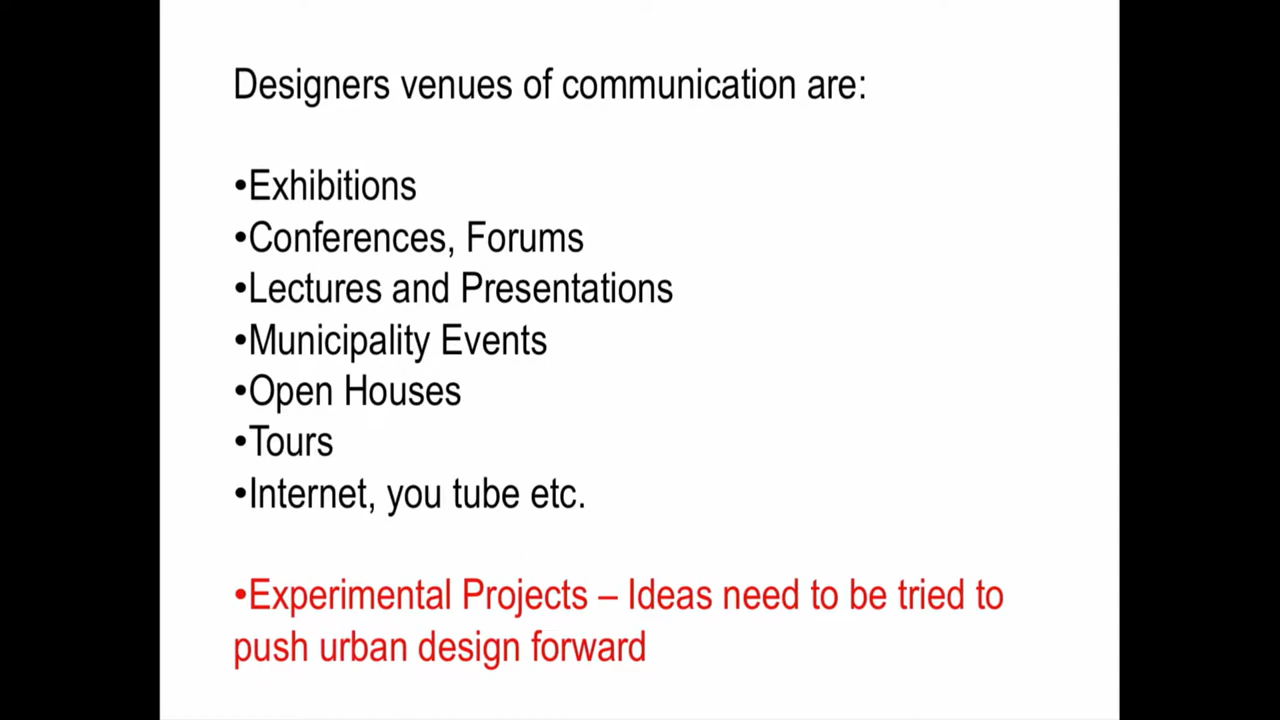 Designers venues of communication are:
•Exhibitions
•Conferences, Forums
•Lectures and Presentations
•Municipality Events
•Open Houses
•Tours
•Internet, you tube etc.
•Experimental Projects – Ideas need to be tried to
push urban design forward